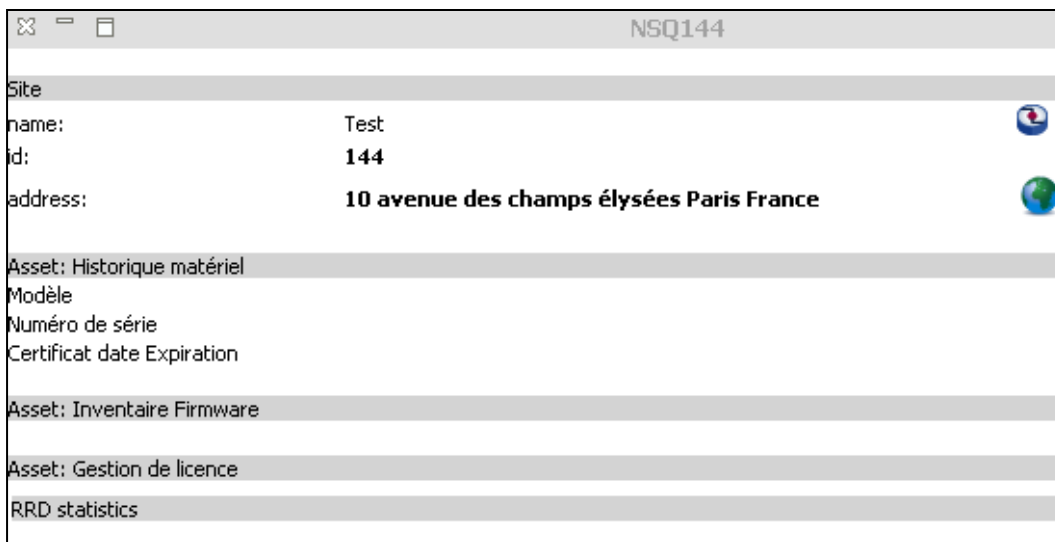 NSQ144
Site
name: Test
id: 144
address: 10 avenue des champs élysées Paris France
Asset: Historique matériel
Modèle
Numéro de série
Certificat date Expiration
Asset: Inventaire Firmware
Asset: Gestion de licence
RRD statistics